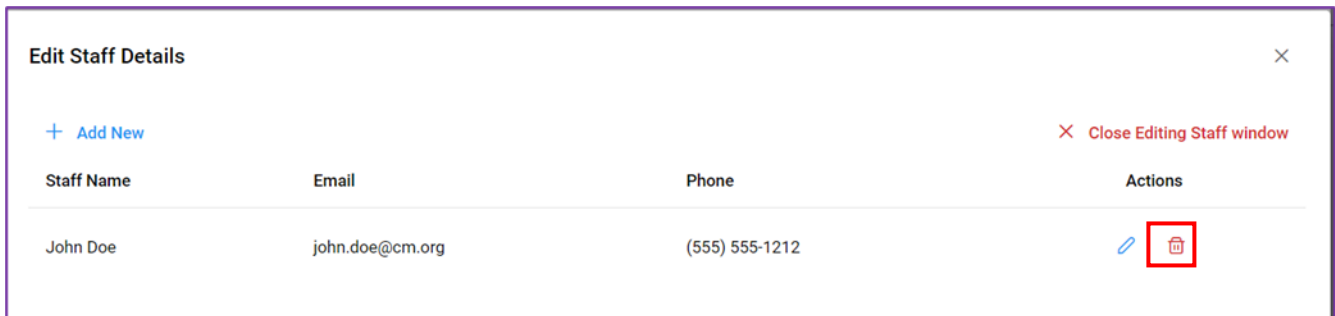 Edit Staff Details
Add New
Close Editing Staff window
Staff Name Email Phone Actions
John Doe john.doe@cm.org (555) 555-1212